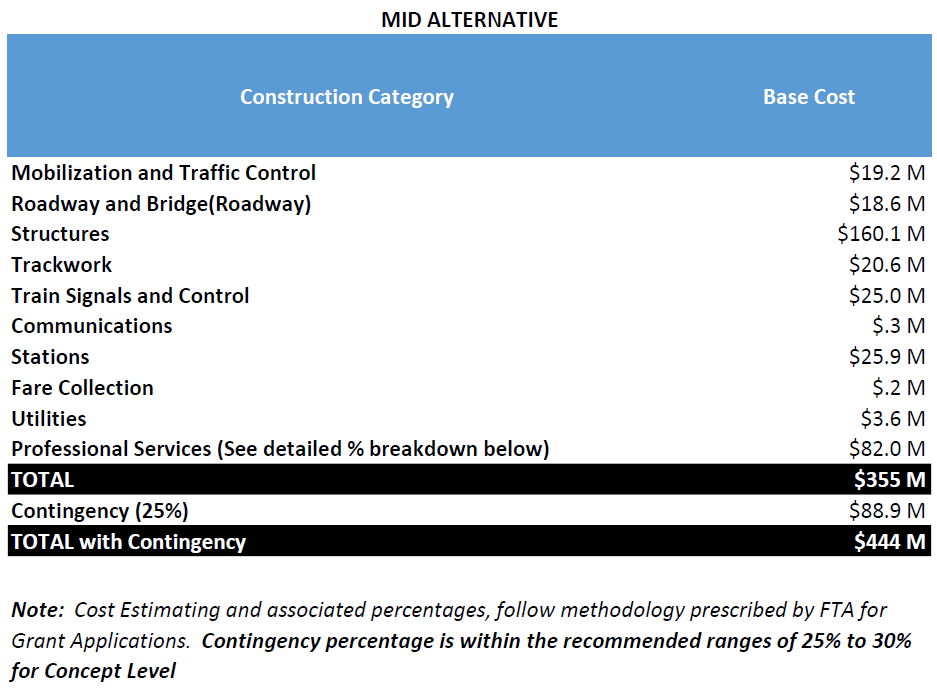 MID ALTERNATIVE
Construction Category Base Cost
Mobilization and Traffic Control $19.2 M
Roadway and Bridge(Roadway) $18.6 M
Structures $160.1 M
Trackwork $20.6 M
Train Signals and Control $25.0 M
Communications $.3 M
Stations $25.9 M
Fare Collection $.2 M
Utilities $3.6 M
Professional Services (See detailed % breakdown below) $82.0 M
TOTAL $355 M
Contingency (25%) $88.9 M
TOTAL with Contingency $444 M
Note: Cost Estimating and associated percentages, follow methodology prescribed by FTA for
Grant Applications. Contingency percentage is within the recommended ranges of 25% to 30%
for Concept Level